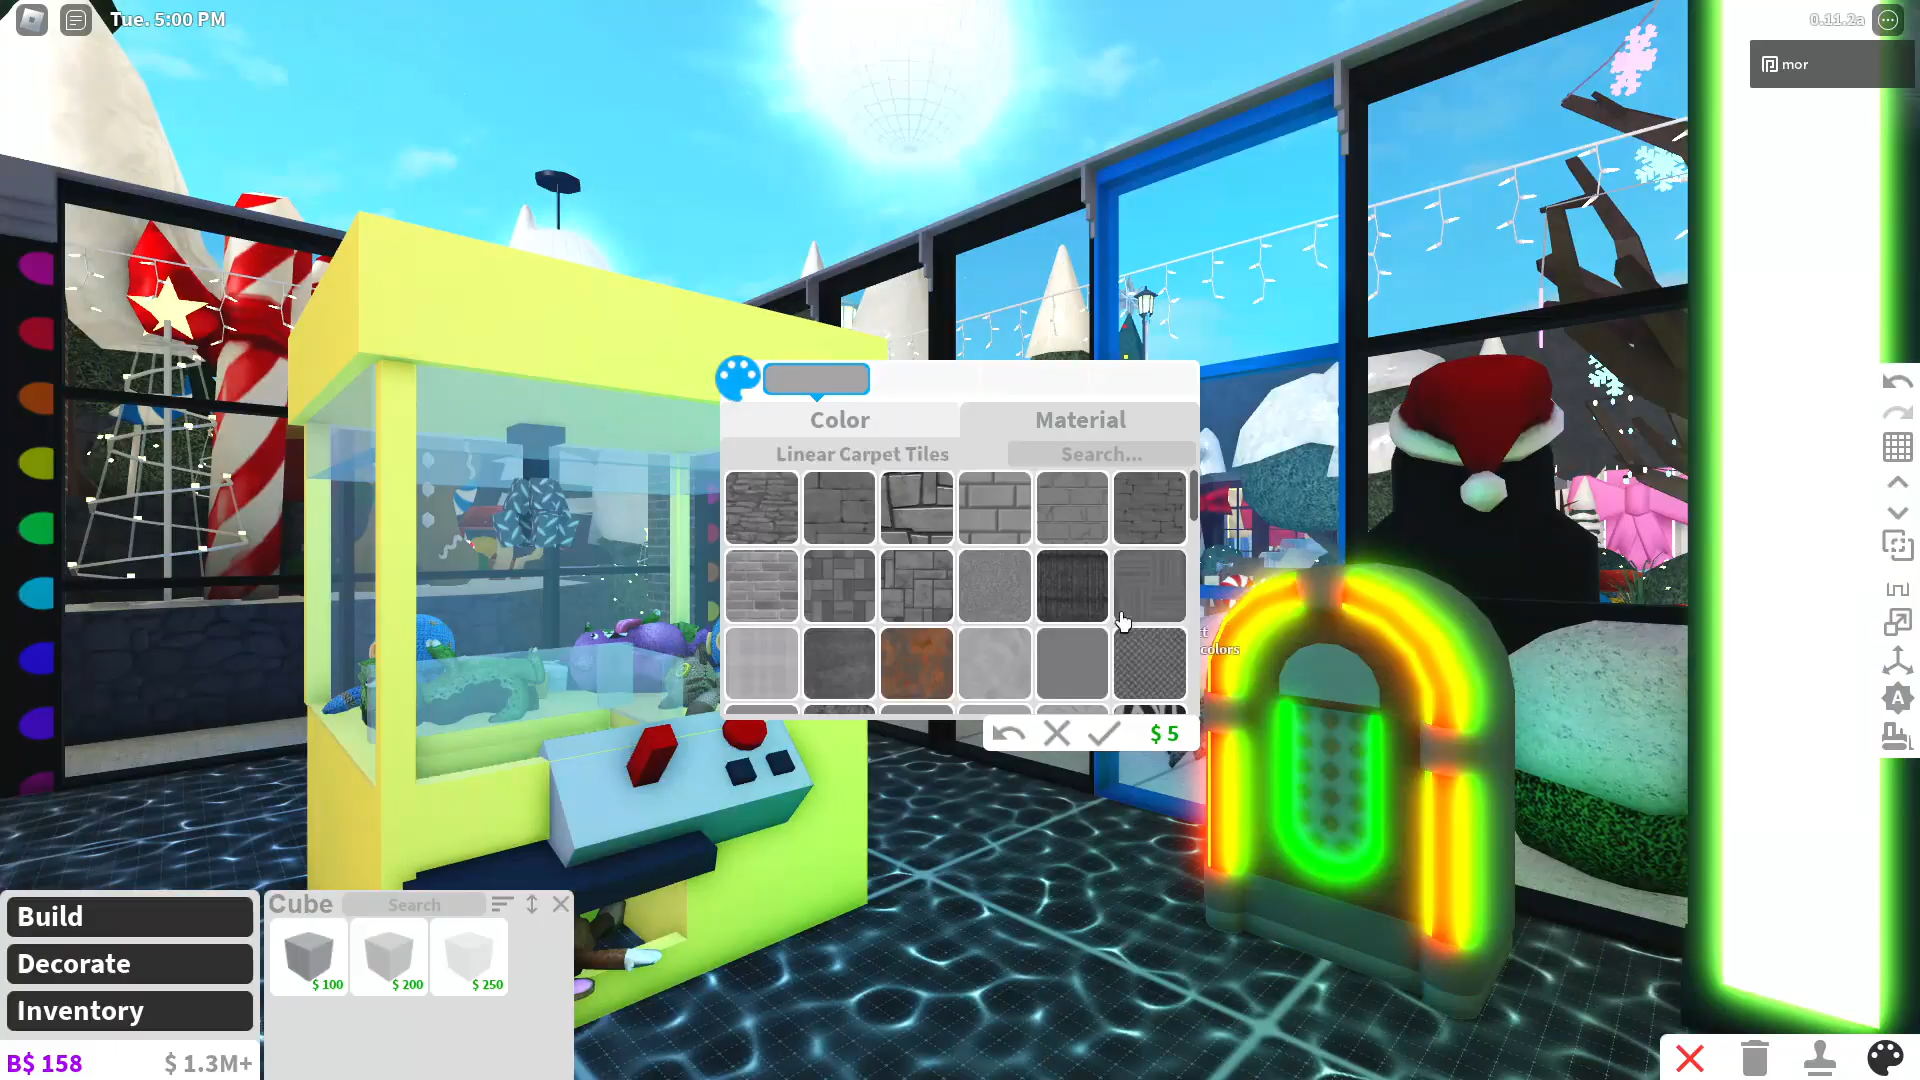 Tue. 5:00 PM
0.11.2a
mor
Color
Material
Linear Carpet Tiles
Search...
colors
$ 5
A
Build
Decorate
Inventory
B$ 158
$ 1.3M+
Cube
Search
$ 100
$ 200
$ 250